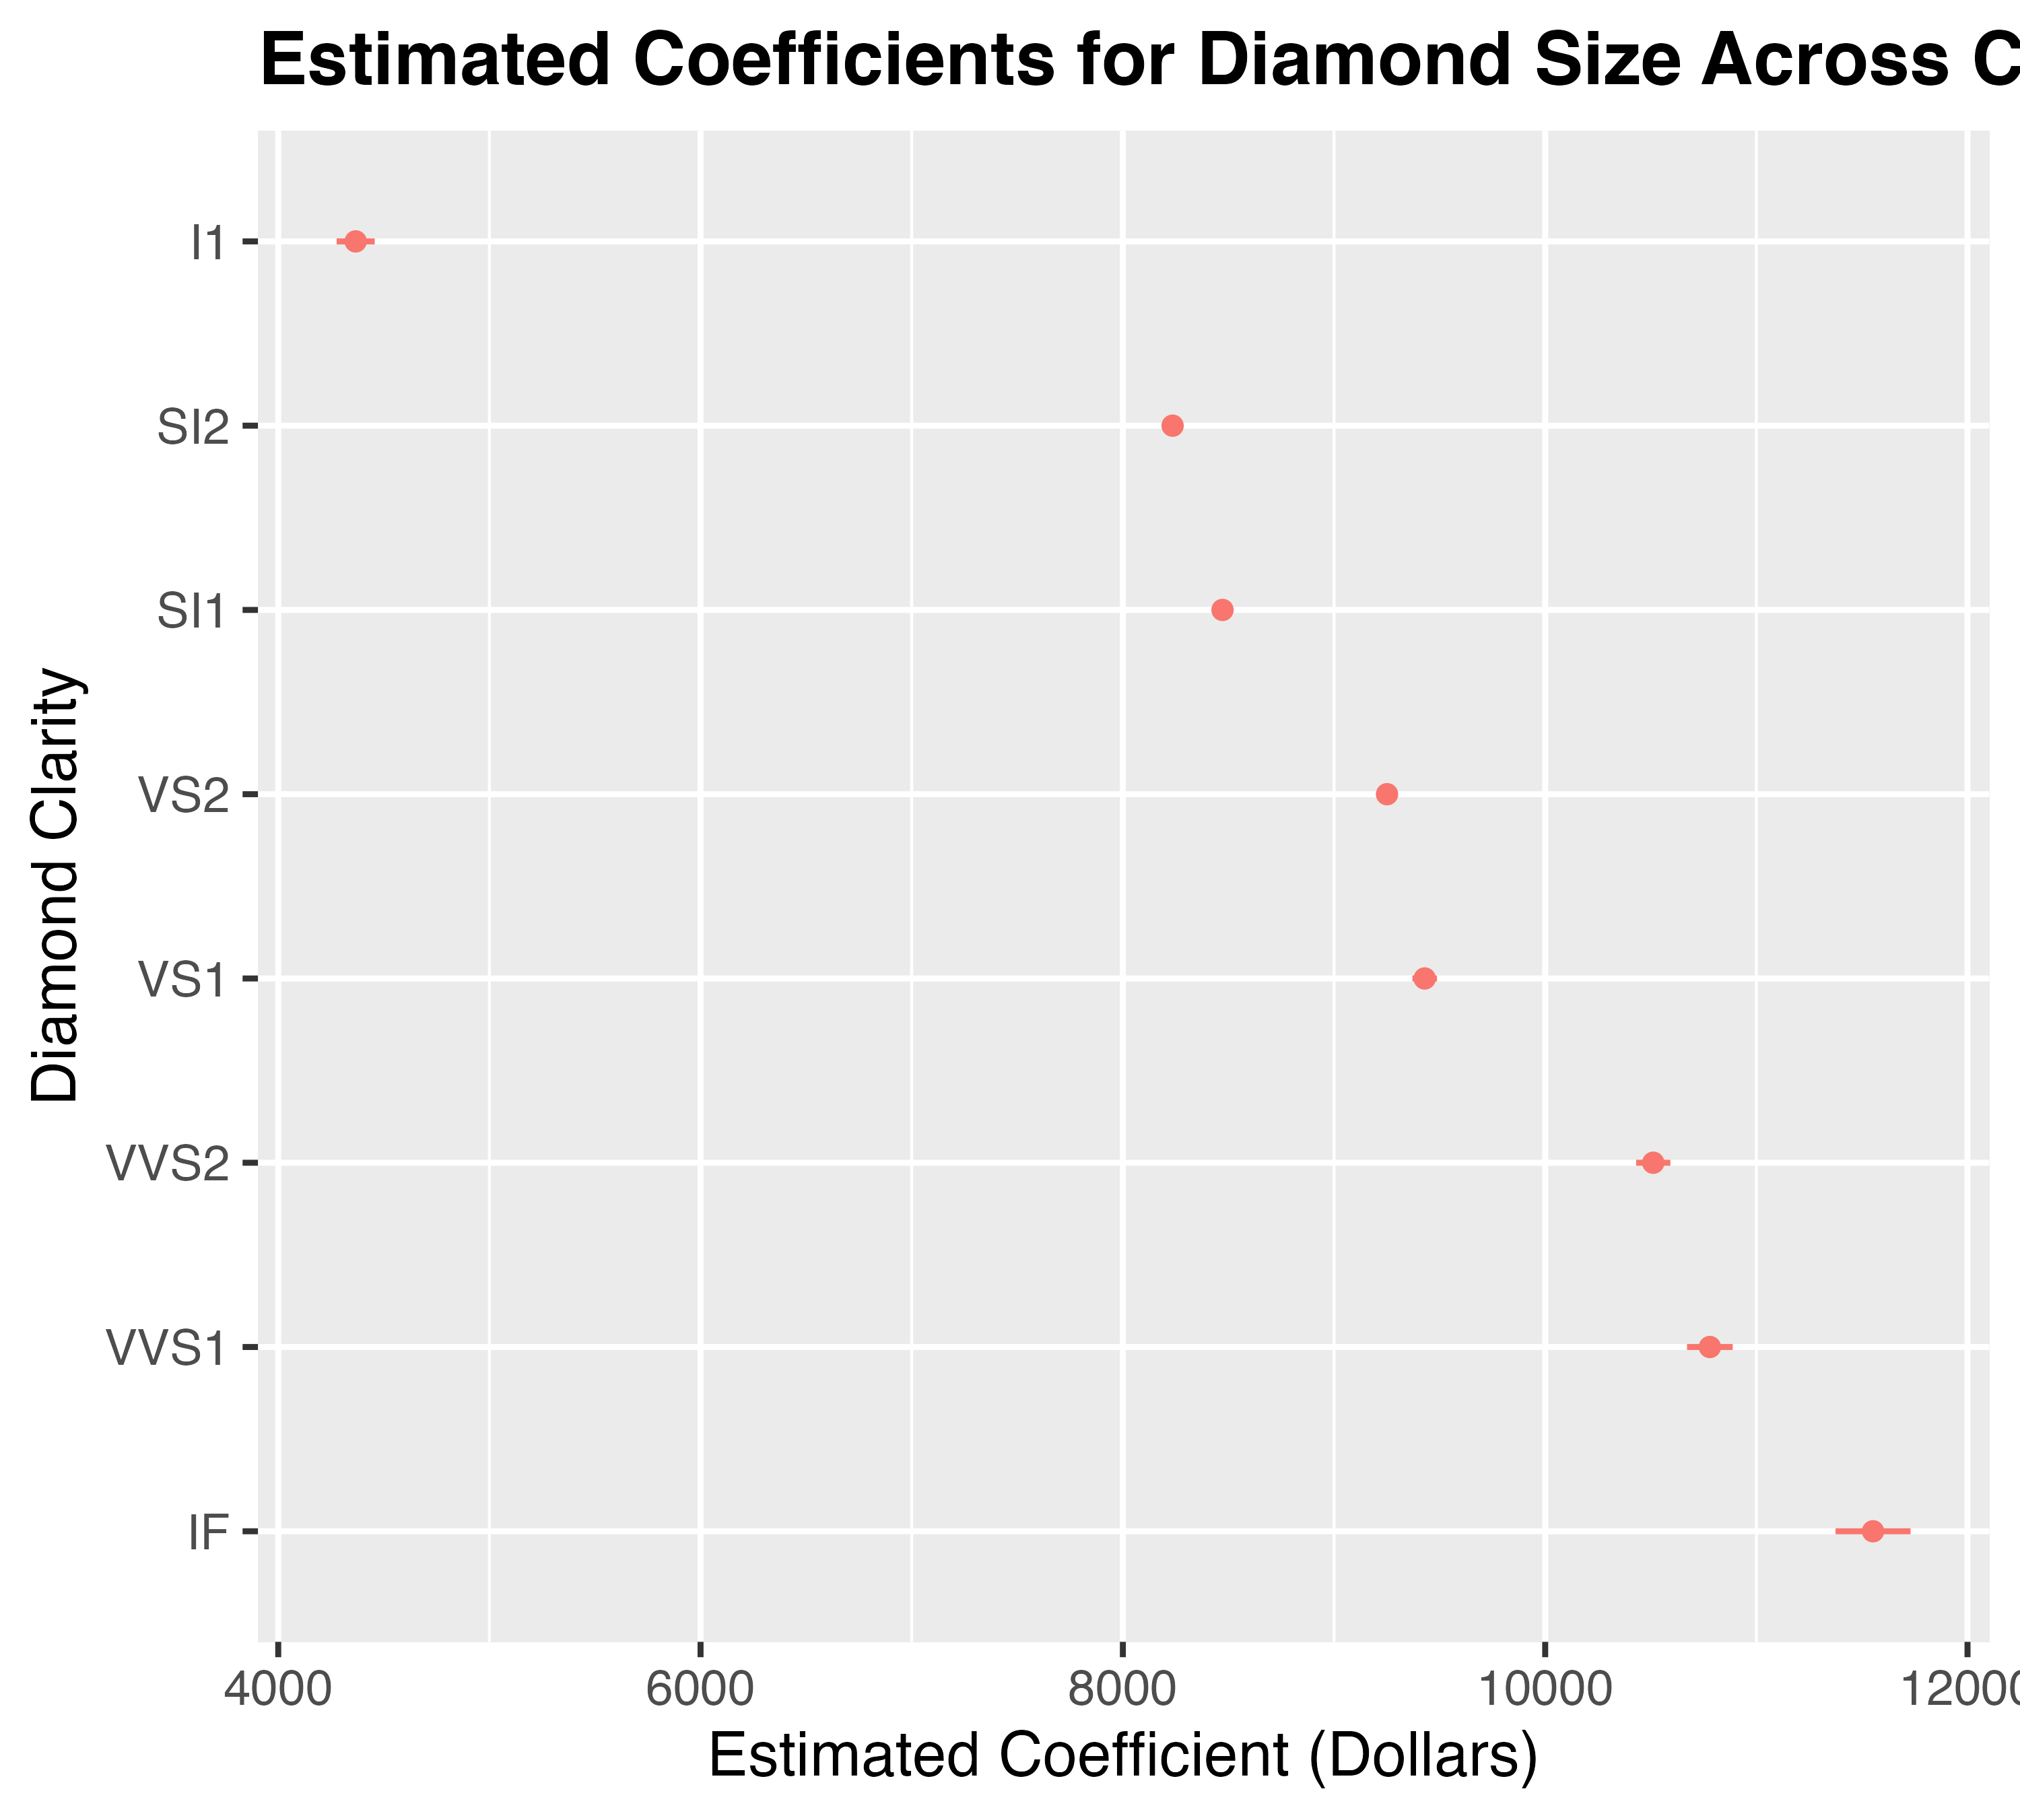 Estimated Coefficients for Diamond Size Across
Diamond Clarity
I1
SI2
SI1
VS2
VS1
VVS2
VVS1
IF
4000 6000 8000 10000
Estimated Coefficient (Dollars)